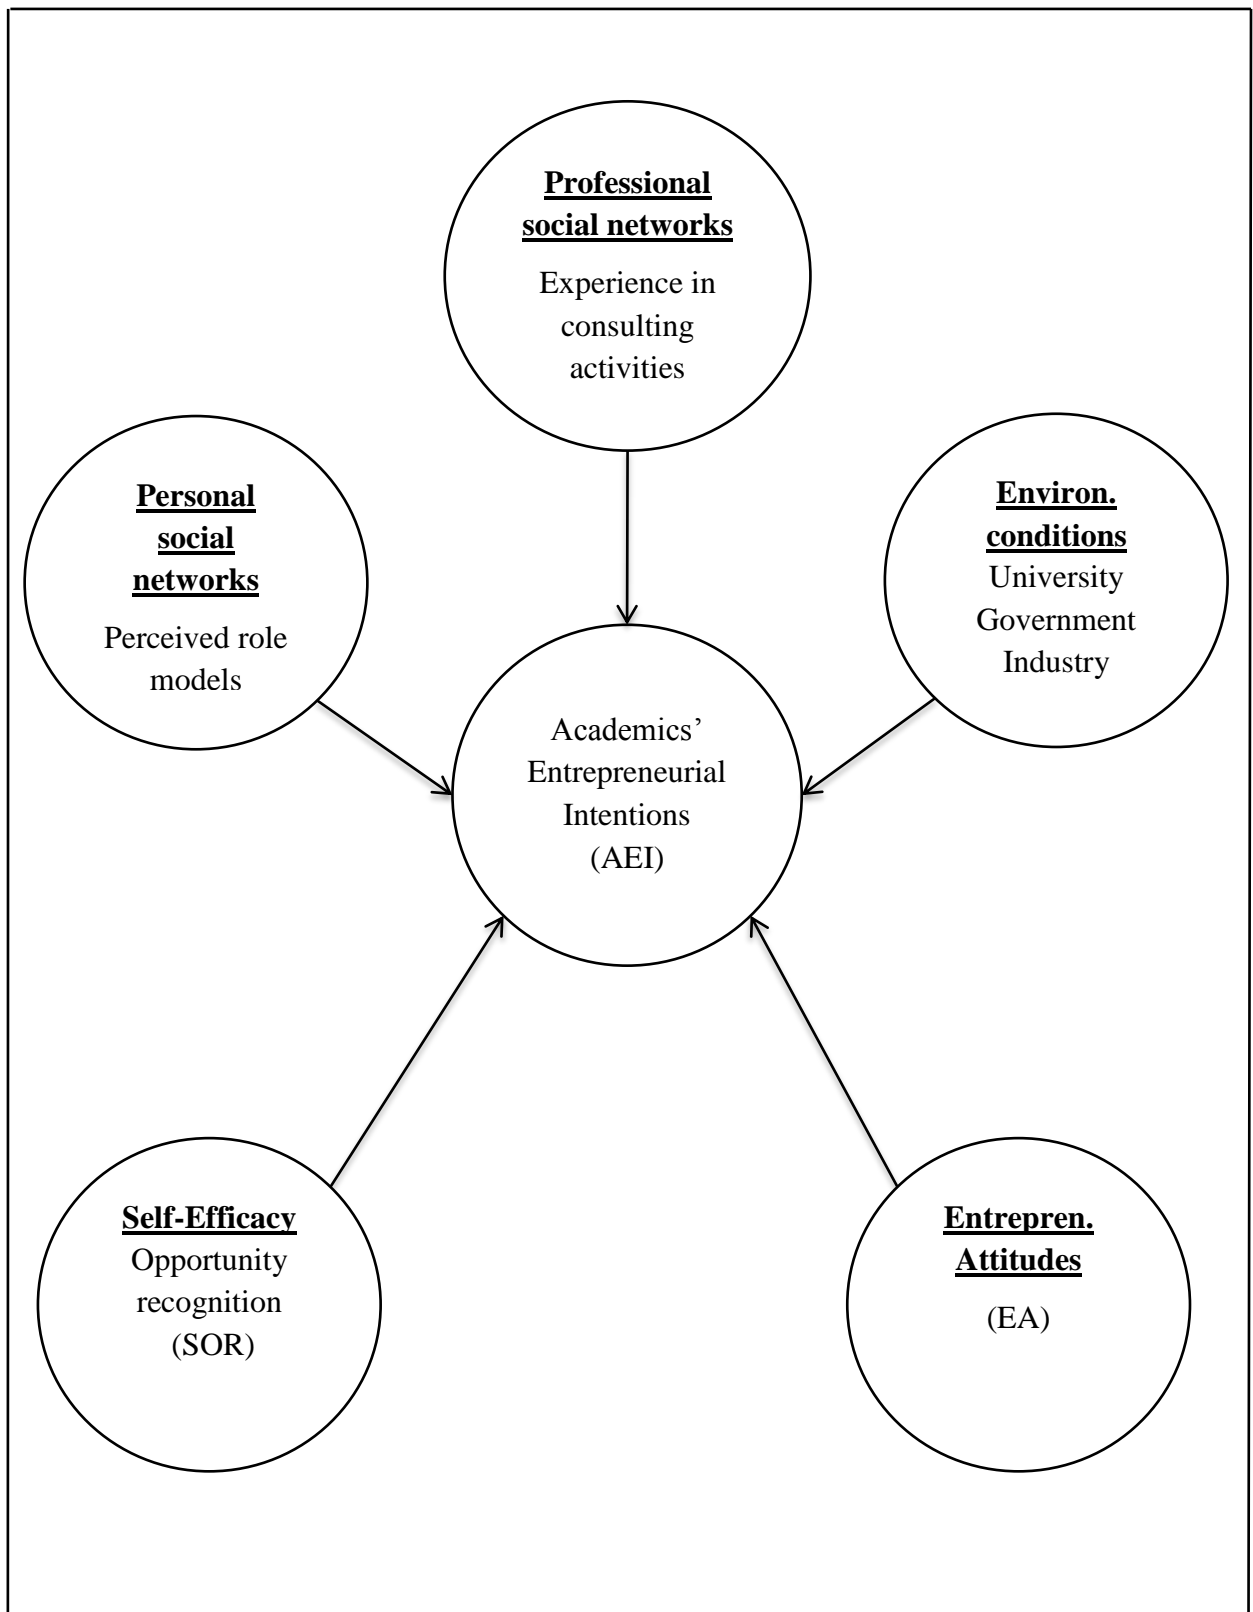 Professional
social networks
Experience in
consulting
activities
Personal
social
networks
Perceived role
models
Environ.
conditions
University
Government
Industry
Academics’
Entrepreneurial
Intentions
(AEI)
Self-Efficacy
Opportunity
recognition
(SOR)
Entrepren.
Attitudes
(EA)